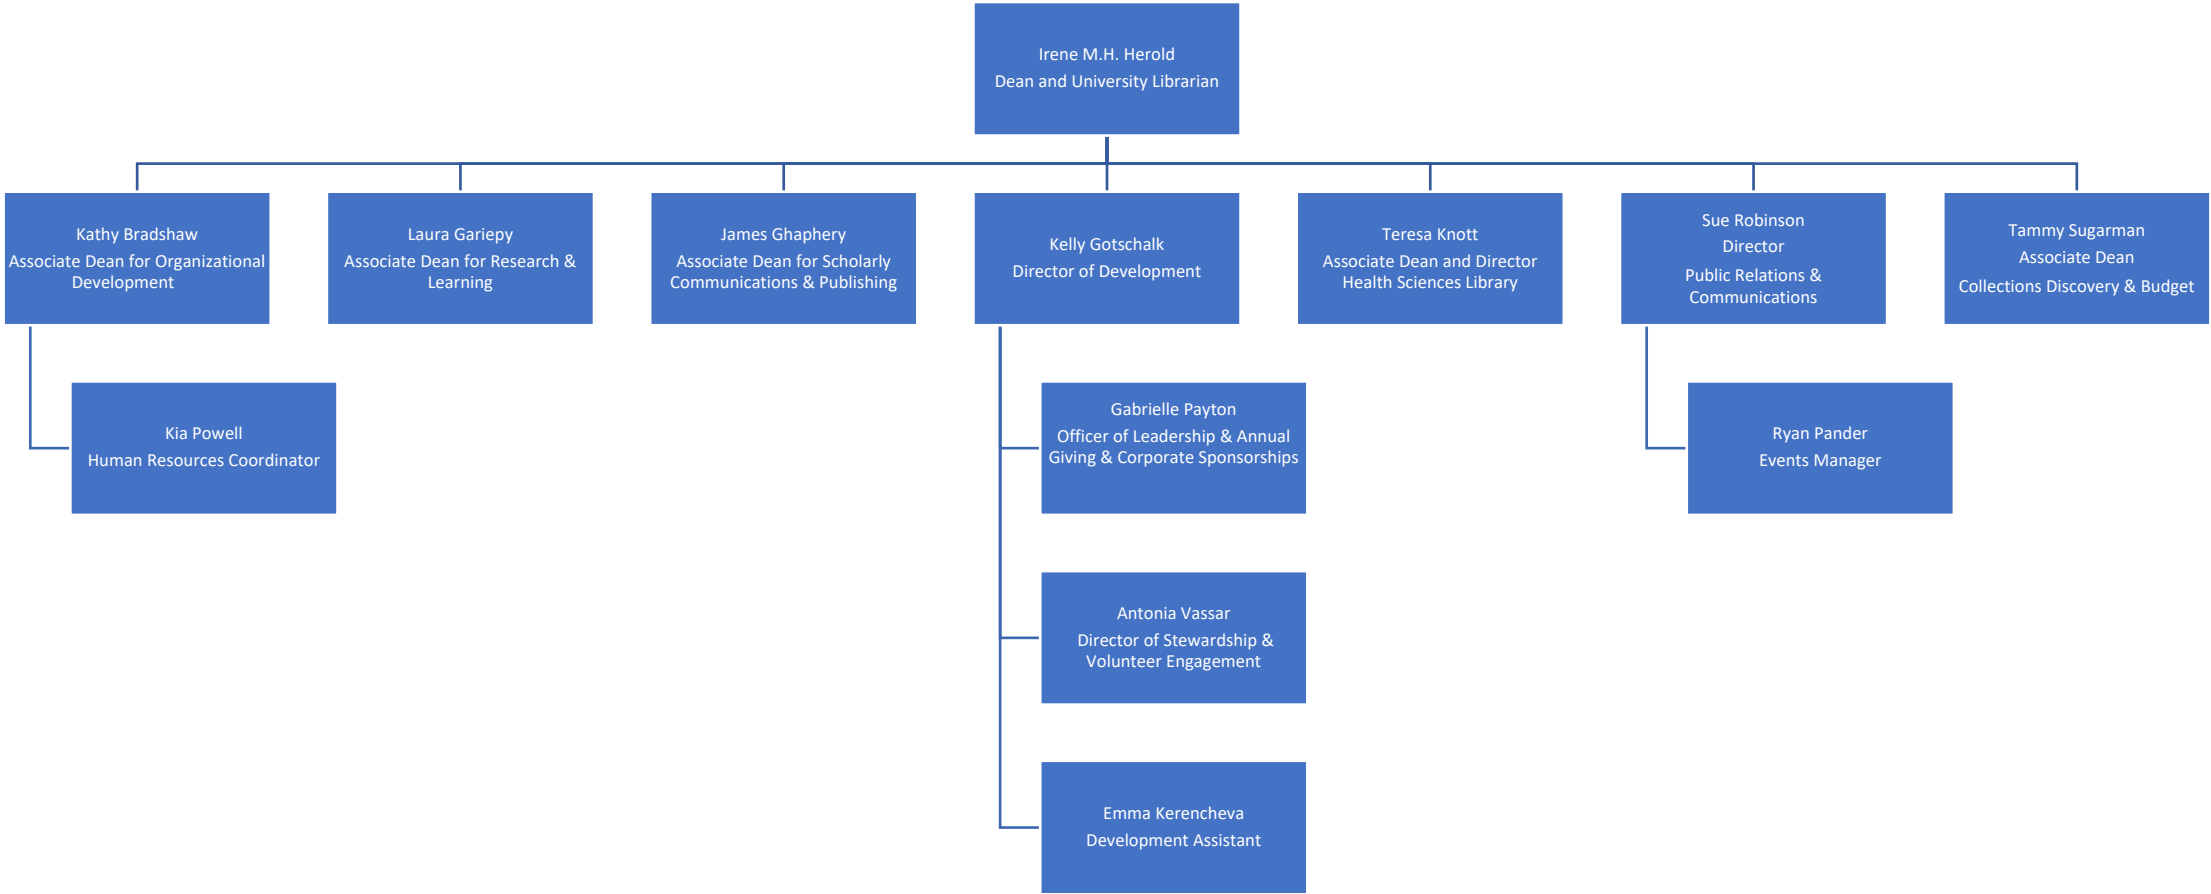 Irene M.H. Herold
Dean and University Librarian
Kathy Bradshaw
Associate Dean for Organizational
Development
Laura Gariepy
Associate Dean for Research &
Learning
James Ghaphery
Associate Dean for Scholarly
Communications & Publishing
Kelly Gotschalk
Director of Development
Teresa Knott
Associate Dean and Director
Health Sciences Library
Sue Robinson
Director
Public Relations &
Communications
Tammy Sugarman
Associate Dean
Collections Discovery & Budget
Kia Powell
Human Resources Coordinator
Gabrielle Payton
Officer of Leadership & Annual
Giving & Corporate Sponsorships
Ryan Pander
Events Manager
Antonia Vassar
Director of Stewardship &
Volunteer Engagement
Emma Kerencheva
Development Assistant